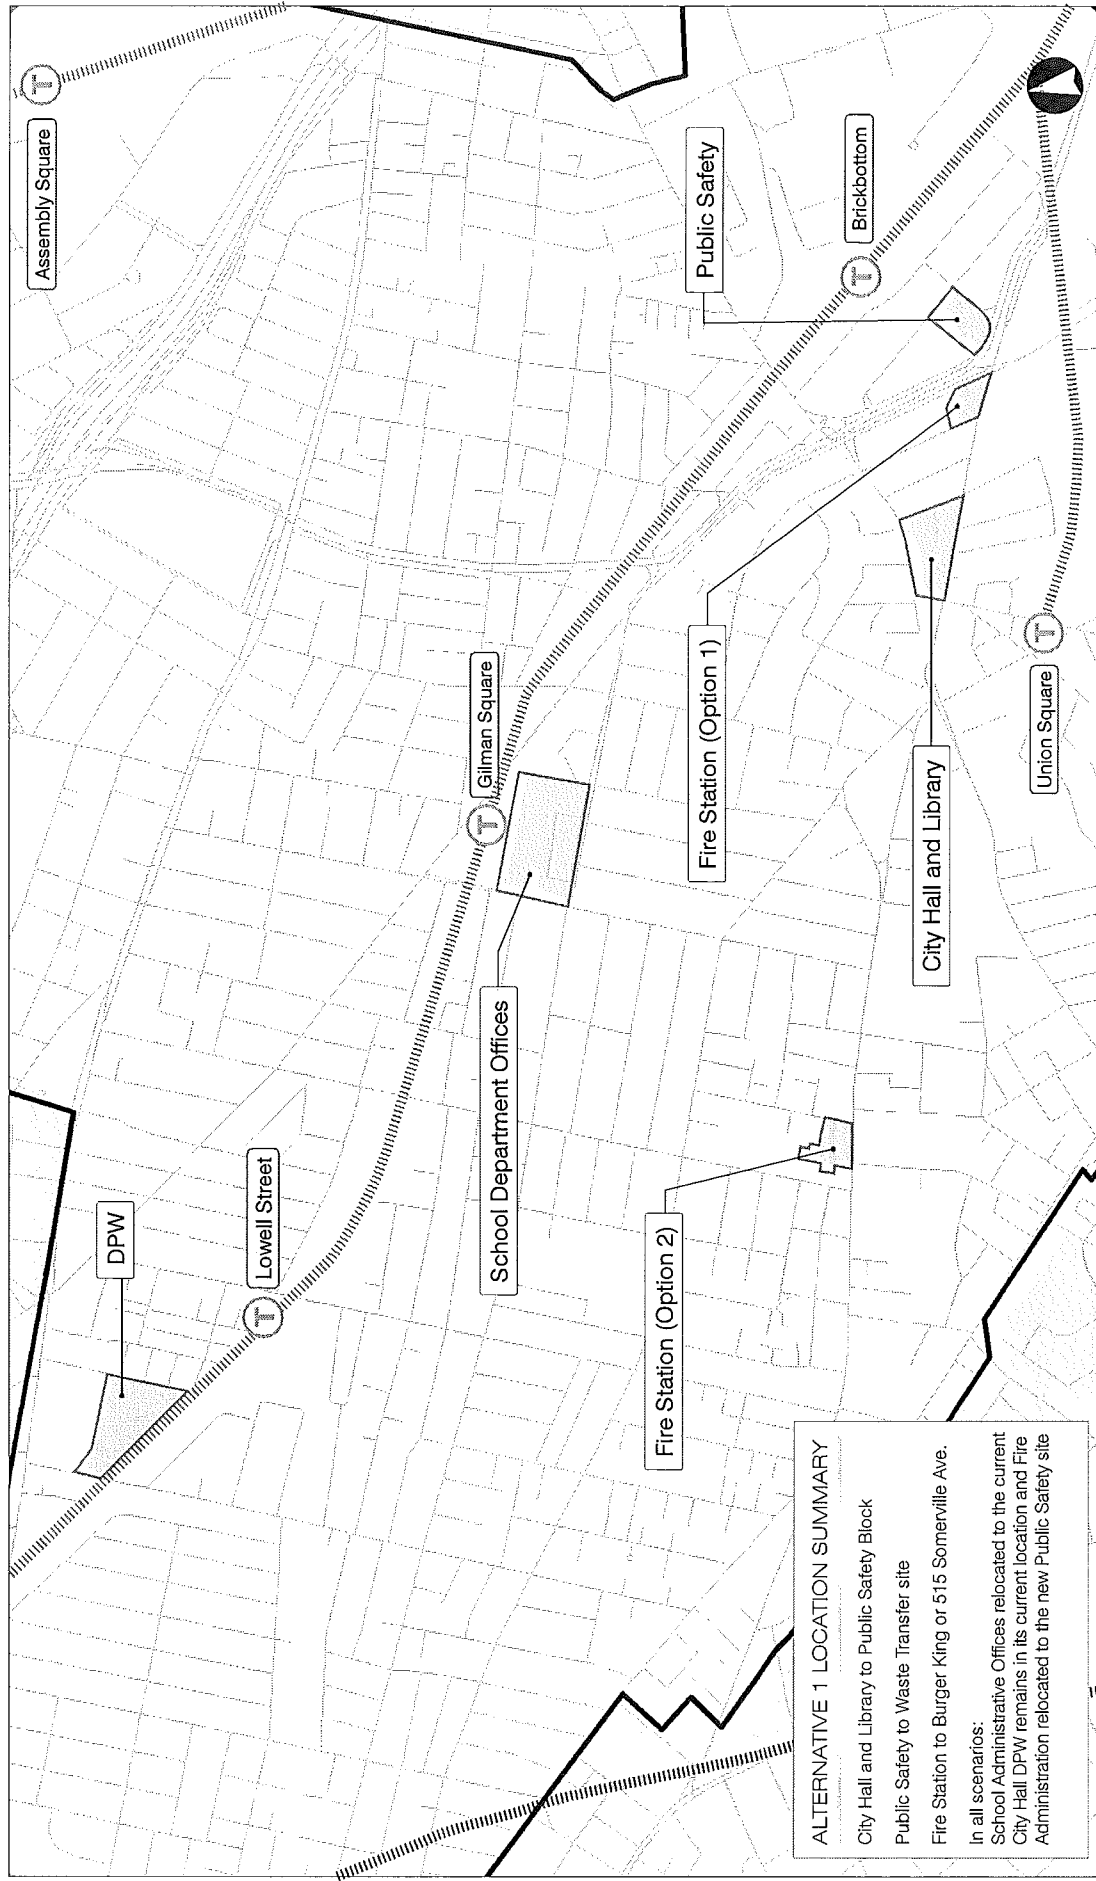 Assembly Square
T
Public Safety
Brickbottom
T
Gilman Square
T
Fire Station (Option 1)
City Hall and Library
Union Square
T
School Department Offices
DPW
Lowell Street
T
Fire Station (Option 2)
ALTERNATIVE 1 LOCATION SUMMARY
City Hall and Library to Public Safety Block
Public Safety to Waste Transfer site
Fire Station to Burger King or 515 Somerville Ave.
In all scenarios:
School Administrative Offices relocated to the current
City Hall DPW remains in its current location and Fire
Administration relocated to the new Public Safety site